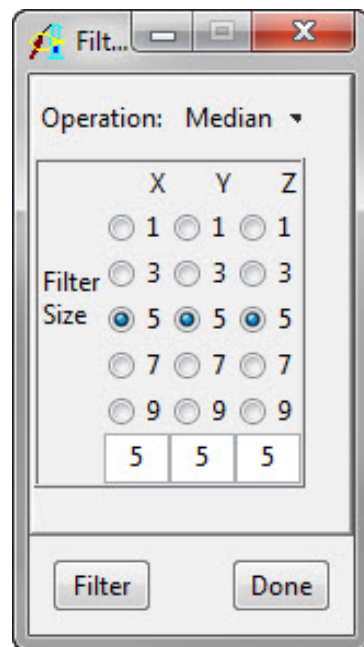 Filt...
Operation: Median
X Y Z
1 1 1
3 3 3
Filter Size
5 5 5
7 7 7
9 9 9
5 5 5
Filter Done